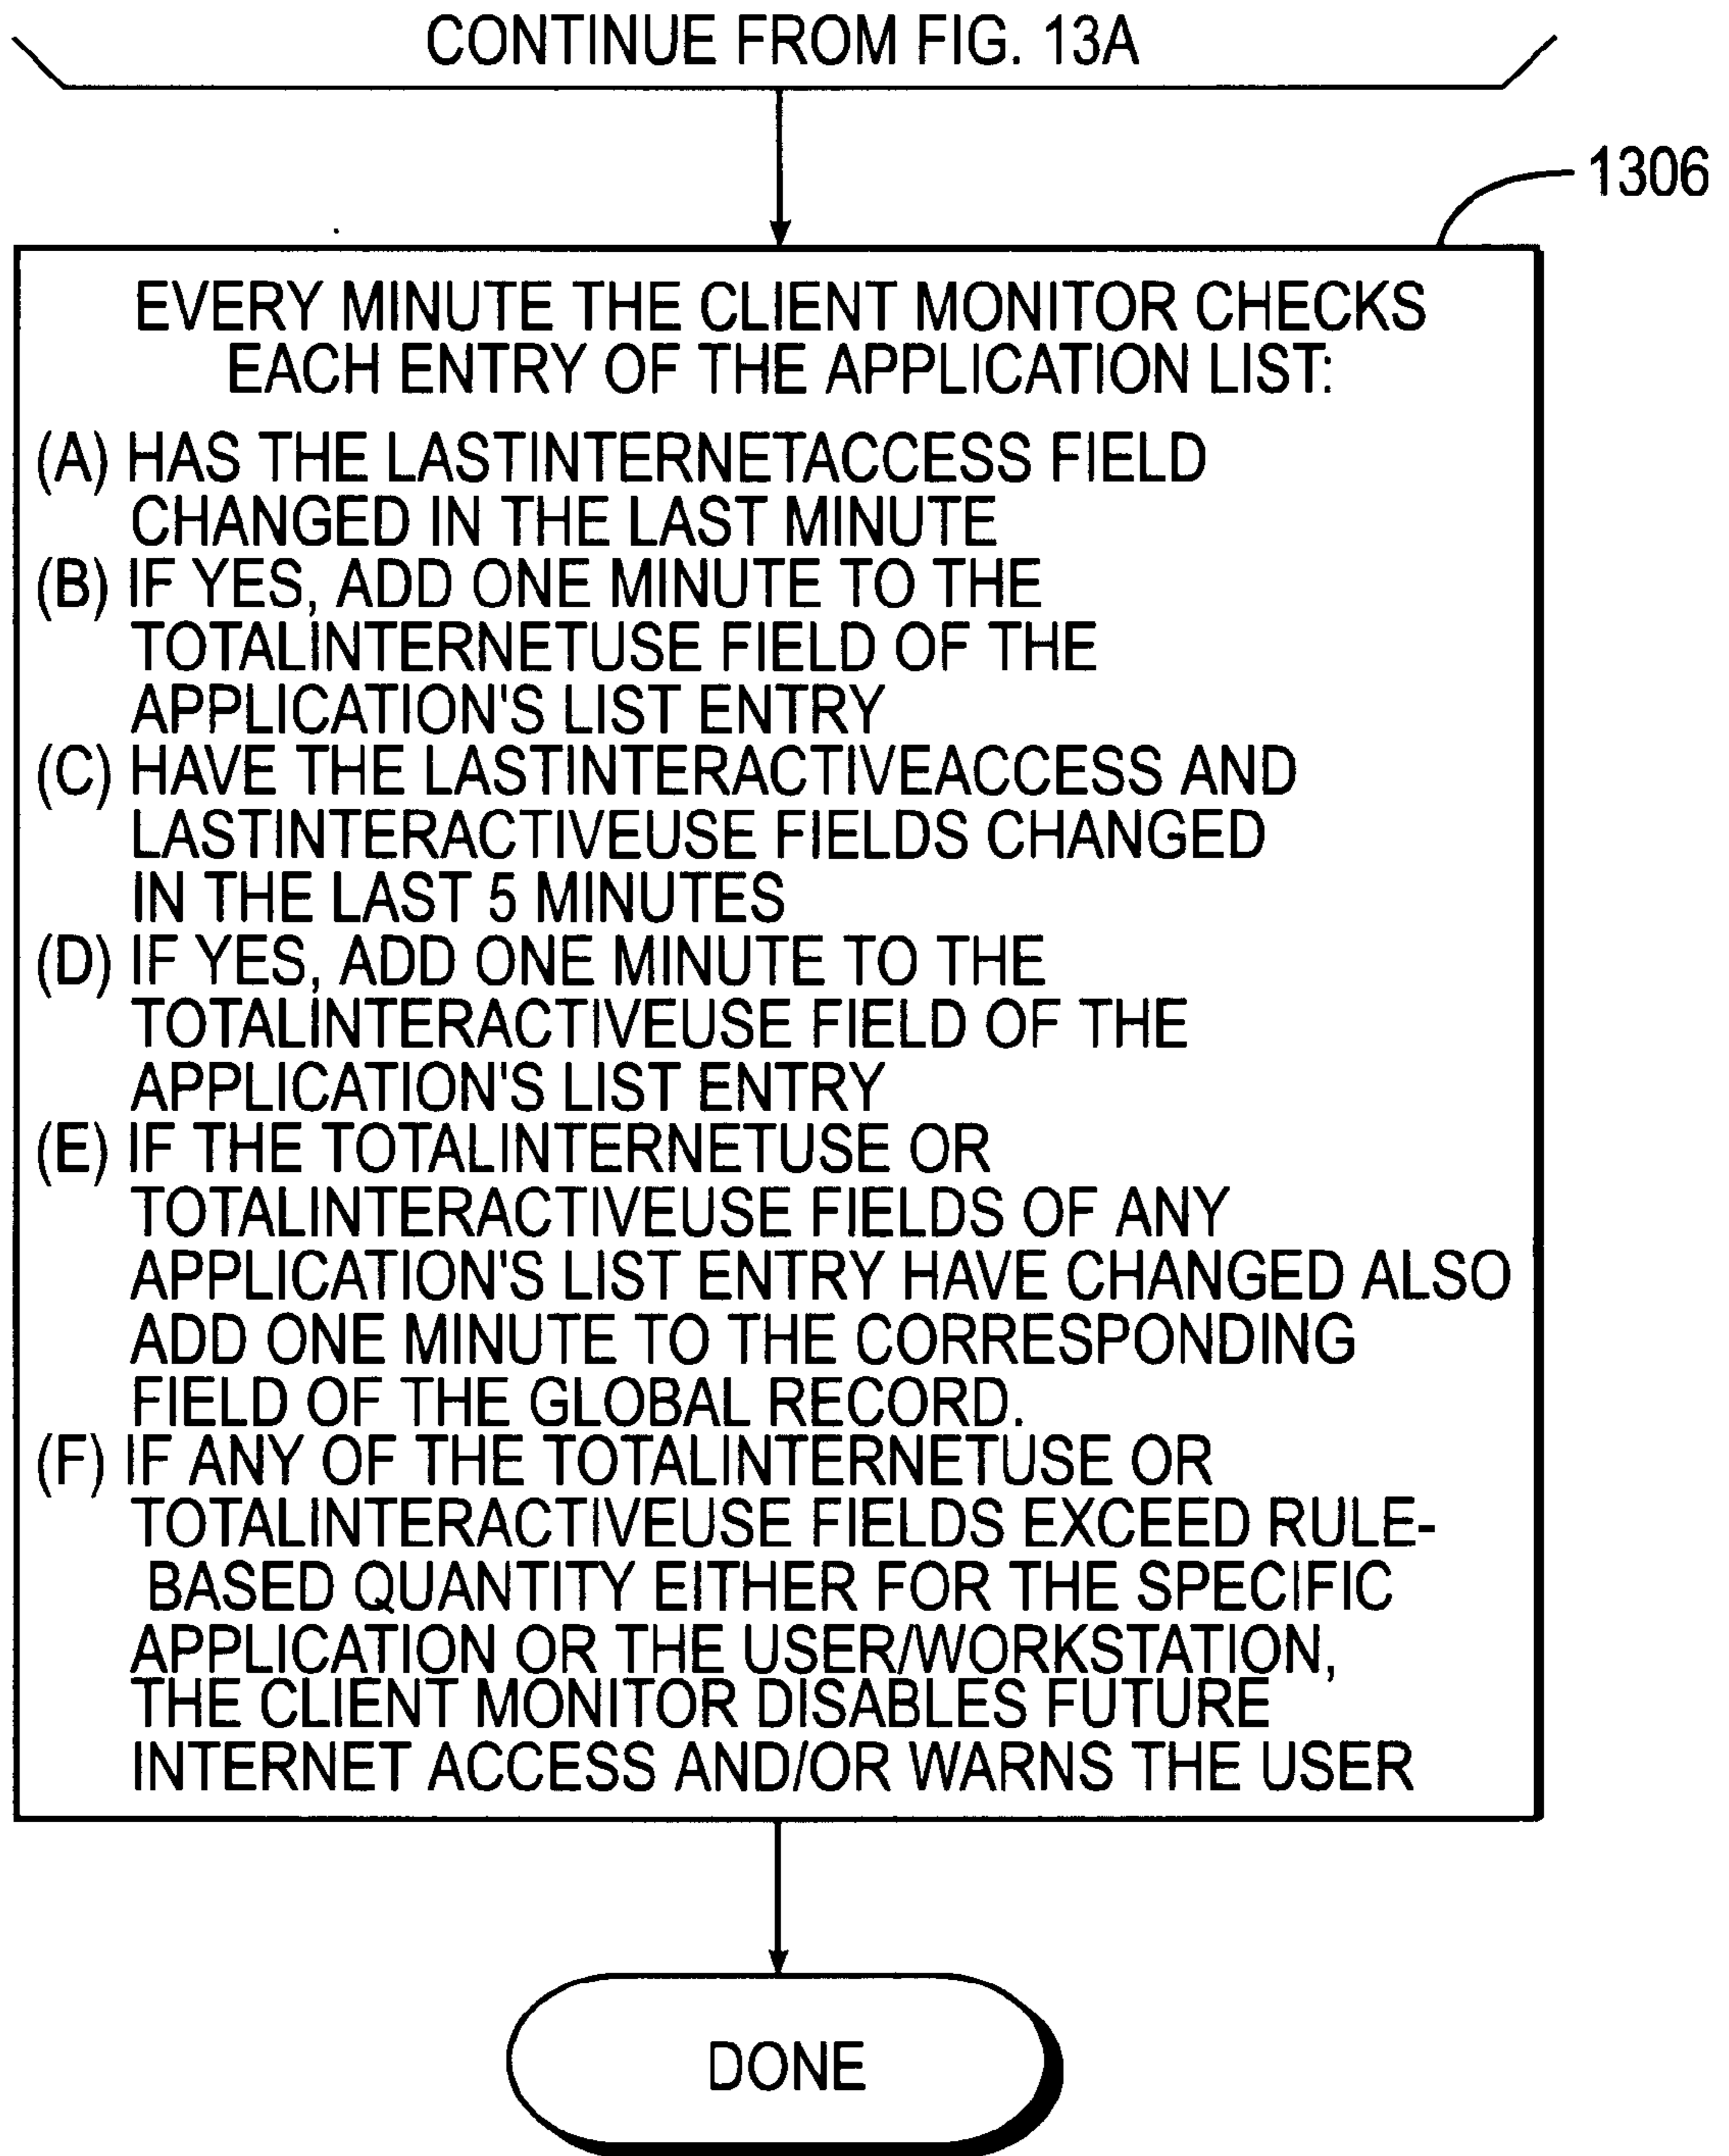 CONTINUE FROM FIG. 13A
1306
EVERY MINUTE THE CLIENT MONITOR CHECKS
EACH ENTRY OF THE APPLICATION LIST:
(A) HAS THE LASTINTERNETACCESS FIELD
CHANGED IN THE LAST MINUTE
(B) IF YES, ADD ONE MINUTE TO THE
TOTALINTERNETUSE FIELD OF THE
APPLICATION'S LIST ENTRY
(C) HAVE THE LASTINTERACTIVEACCESS AND
LASTINTERACTIVEUSE FIELDS CHANGED
IN THE LAST 5 MINUTES
(D) IF YES, ADD ONE MINUTE TO THE
TOTALINTERACTIVEUSE FIELD OF THE
APPLICATION'S LIST ENTRY
(E) IF THE TOTALINTERNETUSE OR
TOTALINTERACTIVEUSE FIELDS OF ANY
APPLICATION'S LIST ENTRY HAVE CHANGED ALSO
ADD ONE MINUTE TO THE CORRESPONDING
FIELD OF THE GLOBAL RECORD.
(F) IF ANY OF THE TOTALINTERNETUSE OR
TOTALINTERACTIVEUSE FIELDS EXCEED RULE-
BASED QUANTITY EITHER FOR THE SPECIFIC
APPLICATION OR THE USER/WORKSTATION,
THE CLIENT MONITOR DISABLES FUTURE
INTERNET ACCESS AND/OR WARNS THE USER
DONE